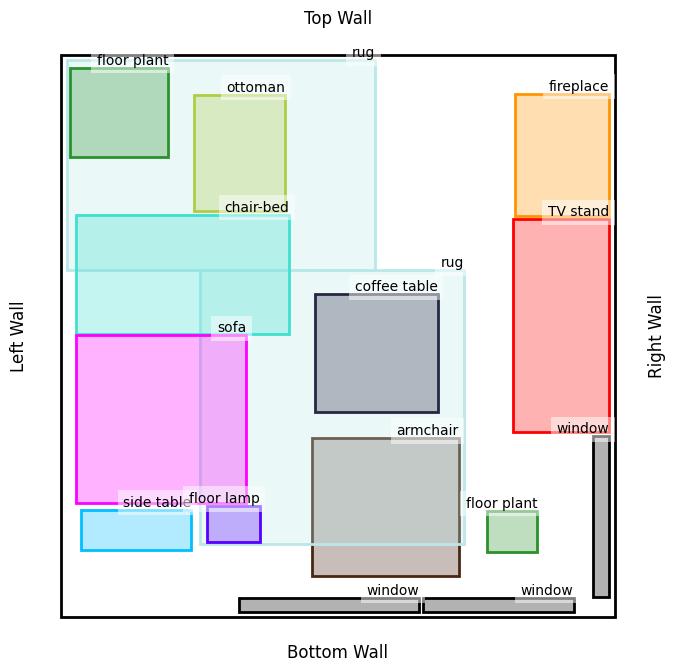 Top Wall
rug
floor plant
ottoman
fireplace
chair-bed
TV stand
rug
coffee table
Left Wall
Right Wall
sofa
armchair
window
side table
floor lamp
floor plant
window
window
Bottom Wall